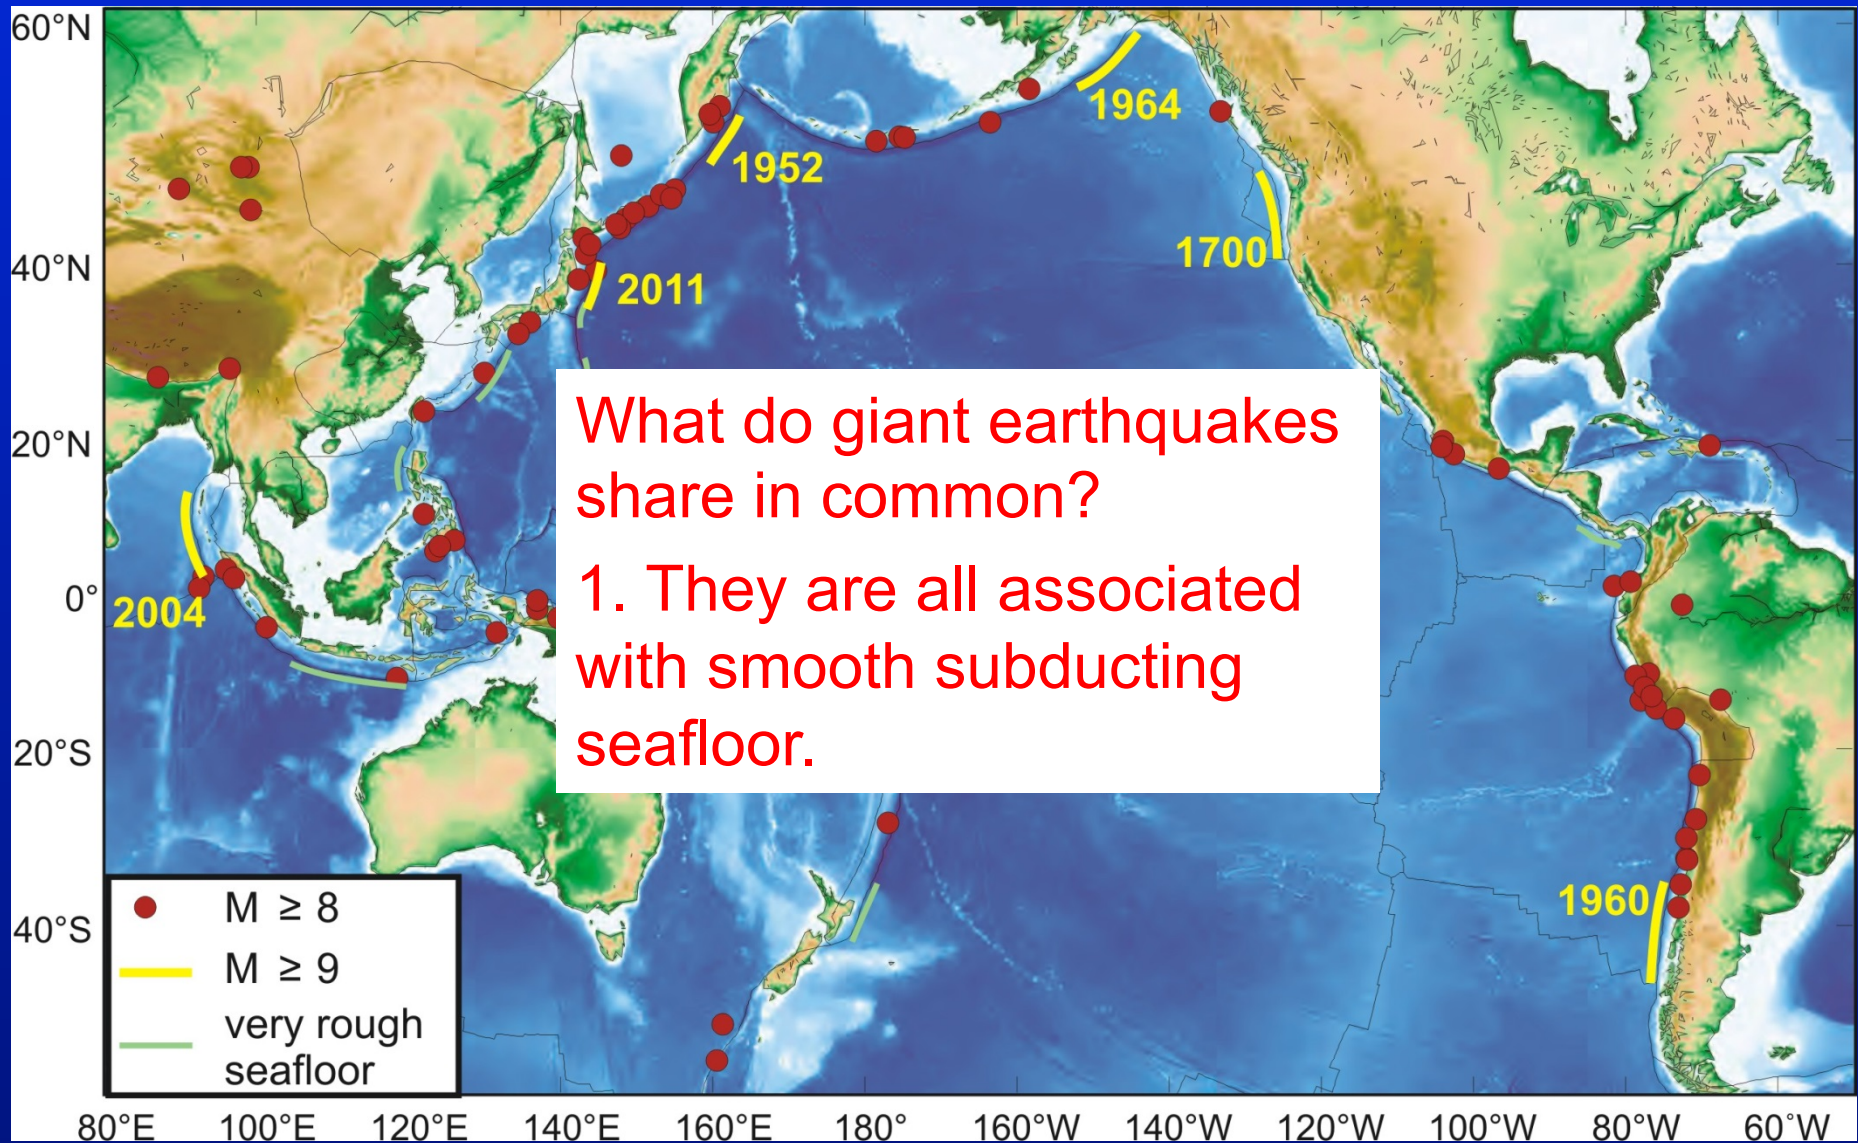 60°N
40°N
20°N
0°
20°S
40°S
1964
1952
1700
2011
2004
1960
What do giant earthquakes
share in common?
1. They are all associated
with smooth subducting
seafloor.
M ≥ 8
M ≥ 9
very rough
seafloor
80°E 100°E 120°E 140°E 160°E 180° 160°W 140°W 120°W 100°W 80°W 60°W